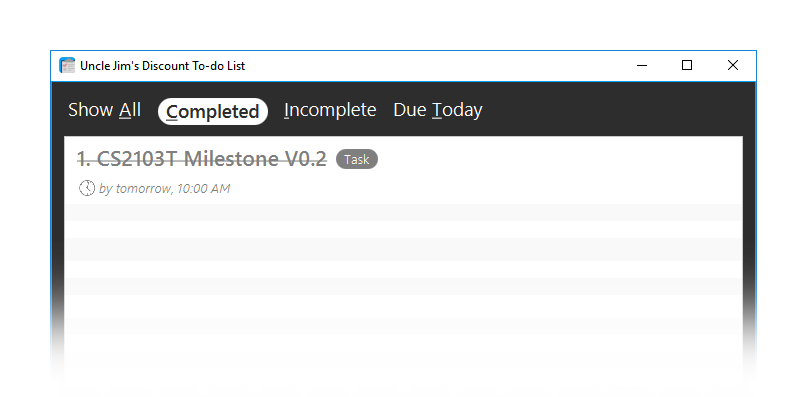 Uncle Jim's Discount To-do List
Show All Completed Incomplete Due Today
1. CS2103T Milestone V0.2 Task
by tomorrow, 10:00 AM